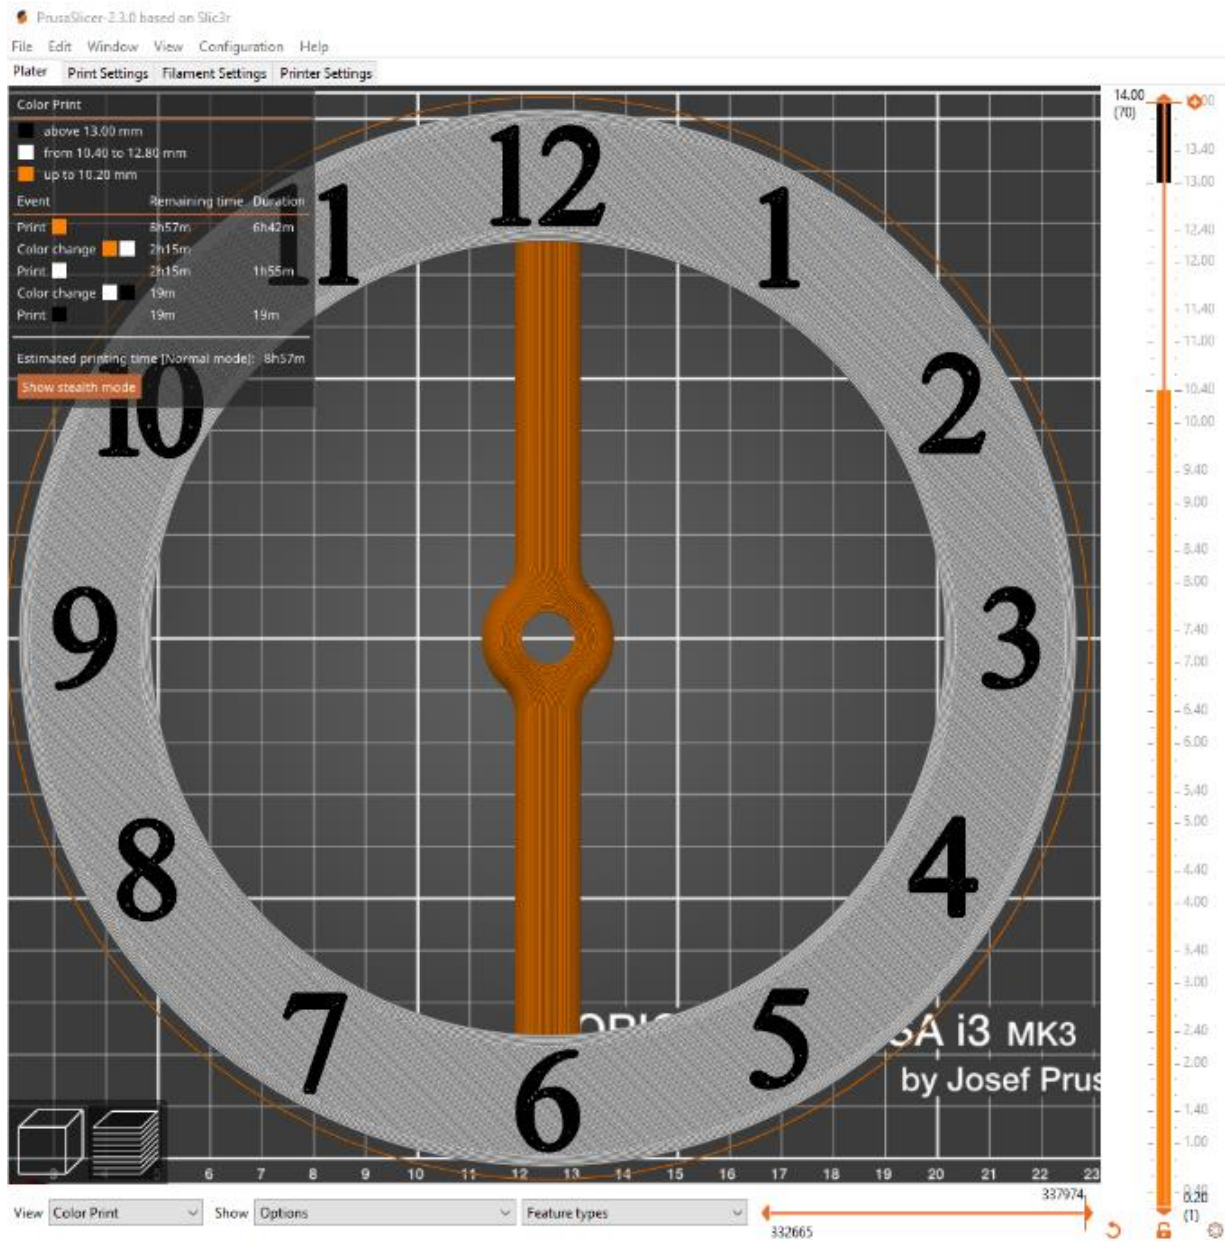 PrusaSlicer-2.3.0 based on Slic3r
File Edit Window View Configuration Help
Plater Print Settings Filament Settings Printer Settings
Color Print
above 13.00 mm
from 10.40 to 12.80 mm
up to 10.20 mm
Event Remaining time Duration
Print 8h57m 6h42m
Color change 2h15m
Print 2h15m 1h55m
Color change 19m
Print 19m 19m
Estimated printing time [Normal mode]: 8h57m
Show stealth mode
12
1
2
3
4
5
6
7
8
9
10
11
SA i3 MK3
by Josef Prus
6 7 8 9 10 11 12 13 14 15 16 17 18 19 20 21 22 23
14.00
(70)
13.40
13.00
12.40
12.00
11.40
11.00
10.40
10.00
9.40
9.00
8.40
8.00
7.40
7.00
6.40
6.00
5.40
5.00
4.40
4.00
3.40
3.00
2.40
2.00
1.40
1.00
0.20
(1)
View Color Print Show Options Feature types
337974
332665